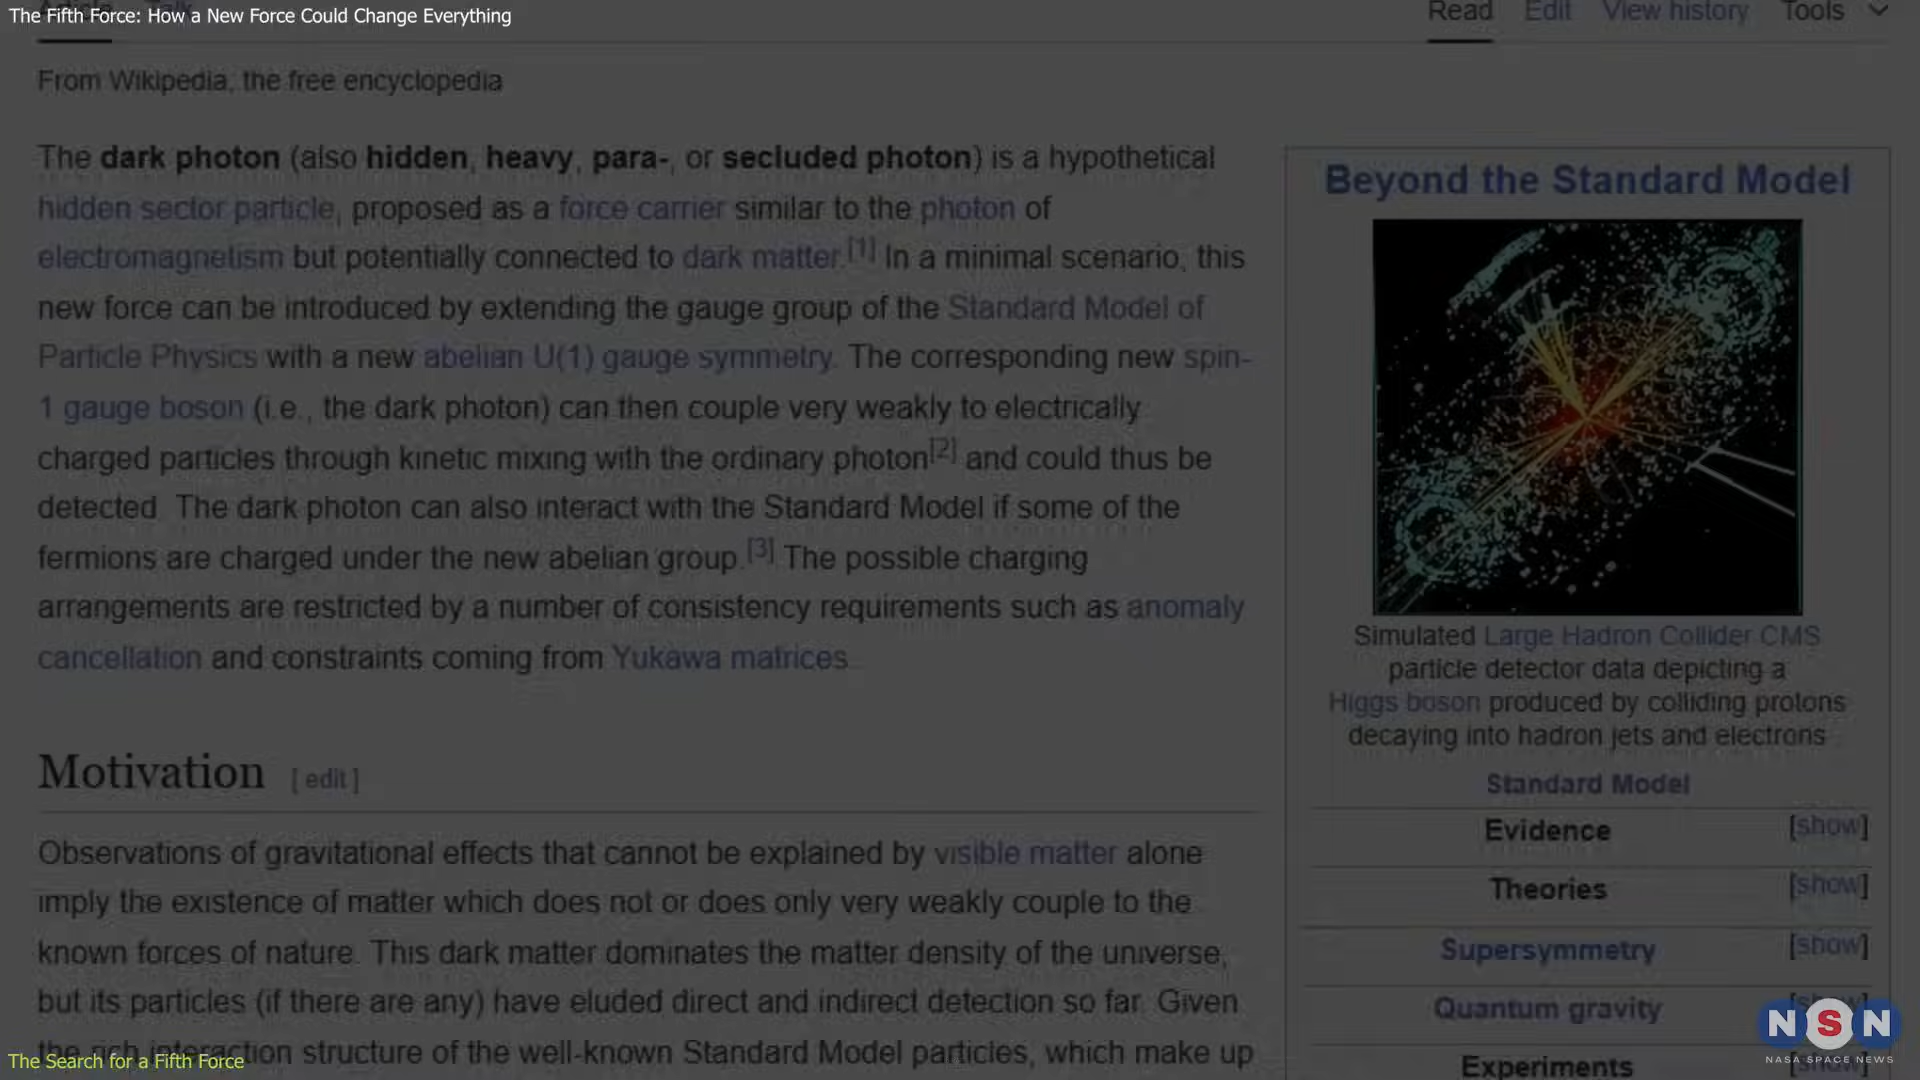 The Fifth Force: How a New Force Could Change Everything
Read Edit View history Tools
From Wikipedia, the free encyclopedia
The dark photon (also hidden, heavy, para-, or secluded photon) is a hypothetical
hidden sector particle, proposed as a force carrier similar to the photon of
electromagnetism but potentially connected to dark matter.[1] In a minimal scenario, this
new force can be introduced by extending the gauge group of the Standard Model of
Particle Physics with a new abelian U(1) gauge symmetry. The corresponding new spin-
1 gauge boson (i.e., the dark photon) can then couple very weakly to electrically
charged particles through kinetic mixing with the ordinary photon[2] and could thus be
detected. The dark photon can also interact with the Standard Model if some of the
fermions are charged under the new abelian group.[3] The possible charging
arrangements are restricted by a number of consistency requirements such as anomaly
cancellation and constraints coming from Yukawa matrices.
Motivation [ edit ]
Observations of gravitational effects that cannot be explained by visible matter alone
imply the existence of matter which does not or does only very weakly couple to the
known forces of nature. This dark matter dominates the matter density of the universe,
but its particles (if there are any) have eluded direct and indirect detection so far. Given
the rich interaction structure of the well-known Standard Model particles, which make up
The Search for a Fifth Force
Beyond the Standard Model
Simulated Large Hadron Collider CMS
particle detector data depicting a
Higgs boson produced by colliding protons
decaying into hadron jets and electrons
Standard Model
Evidence [show]
Theories [show]
Supersymmetry [show]
Quantum gravity [show]
Experiments [show]
NSN
NASA SPACE NEWS